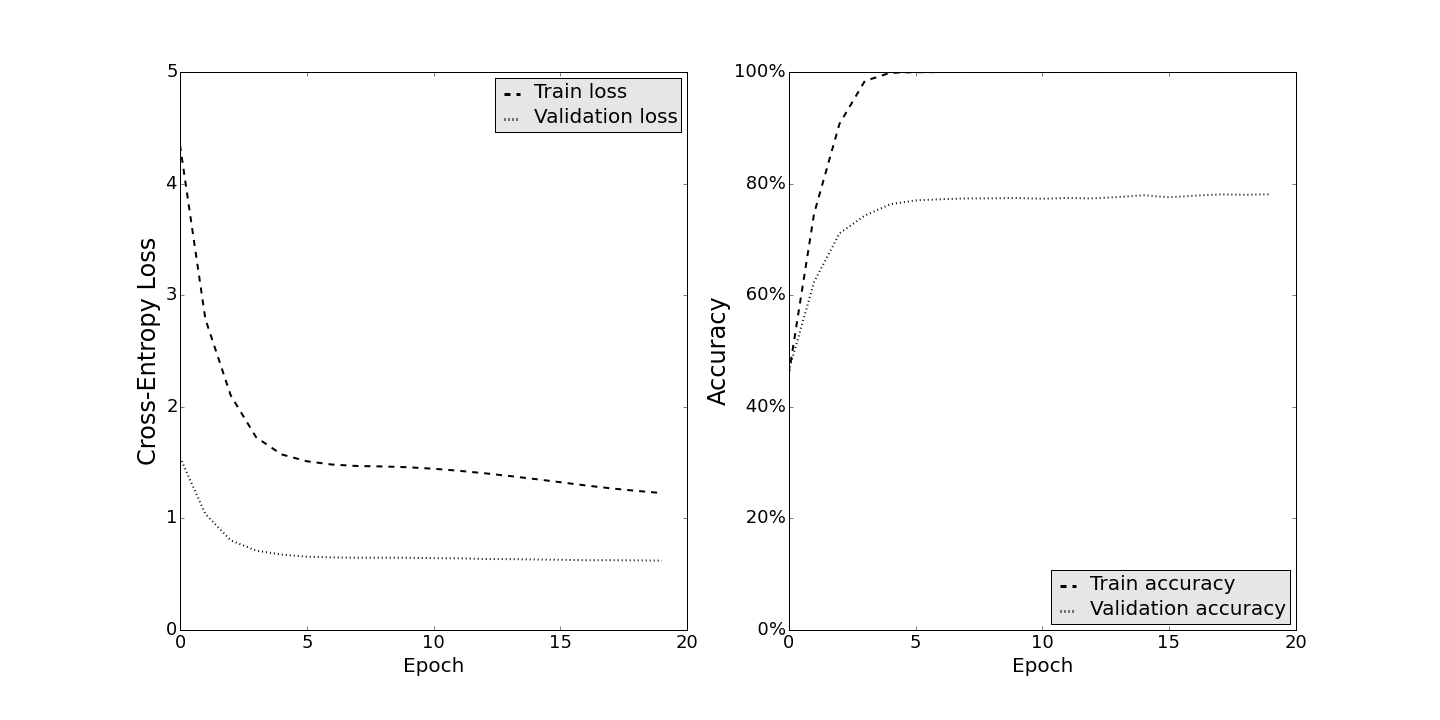 5
4
3
2
1
0
Cross-Entropy Loss
Train loss
Validation loss
0
5
10
15
20
Epoch
100%
80%
60%
40%
20%
0%
Accuracy
Train accuracy
Validation accuracy
0
5
10
15
20
Epoch